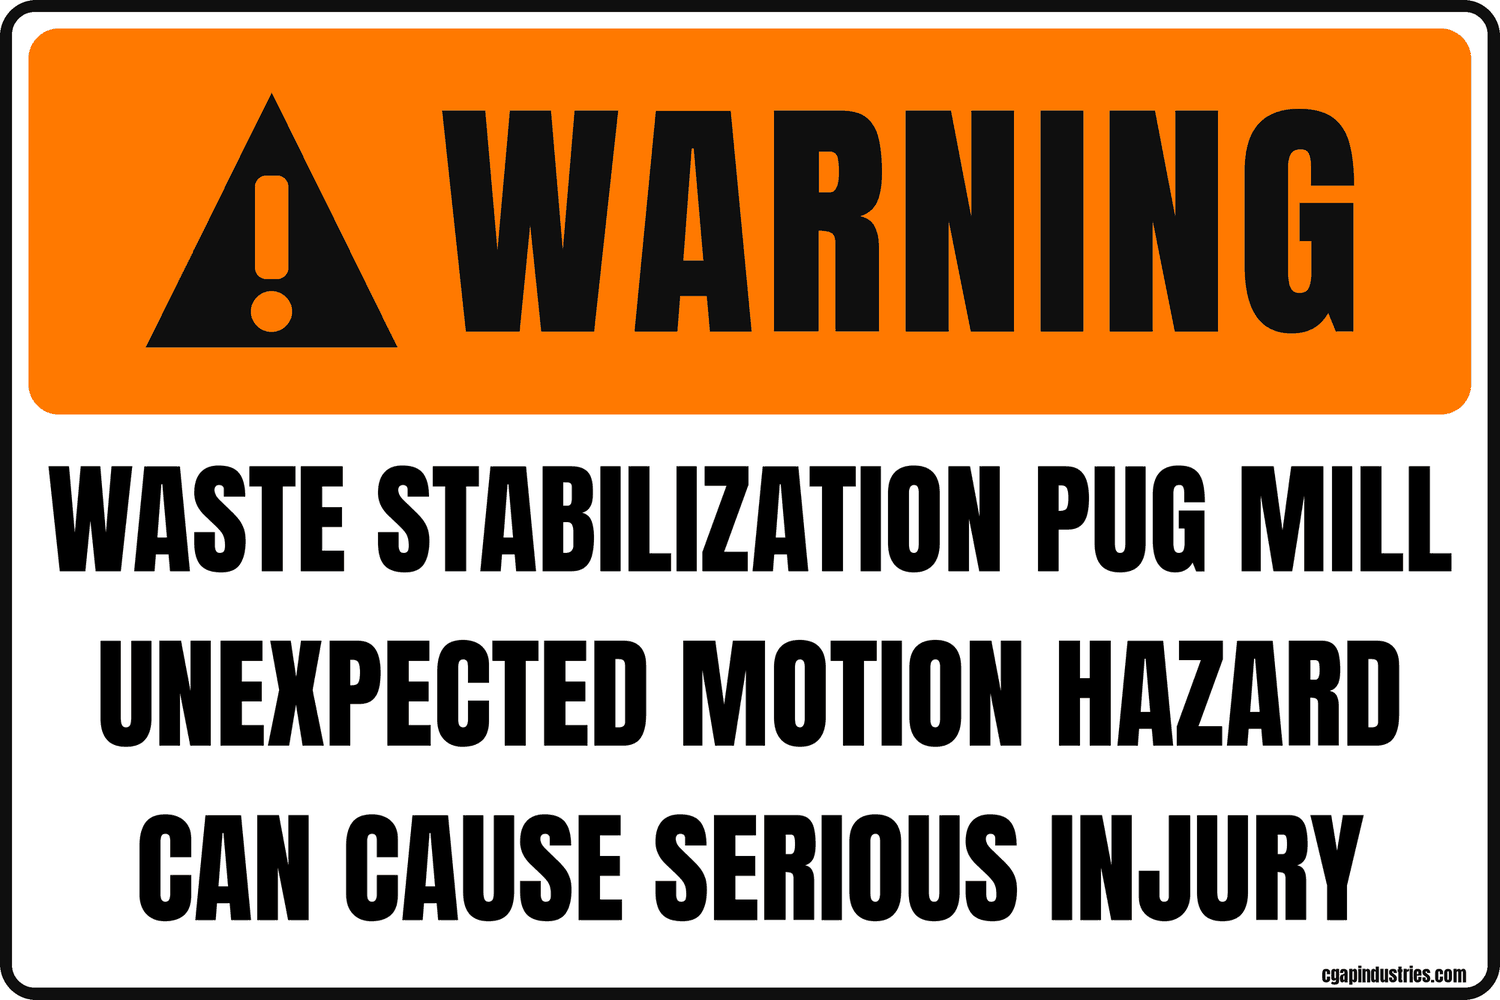 WARNING
WASTE STABILIZATION PUG MILL
UNEXPECTED MOTION HAZARD
CAN CAUSE SERIOUS INJURY
cgapindustries.com